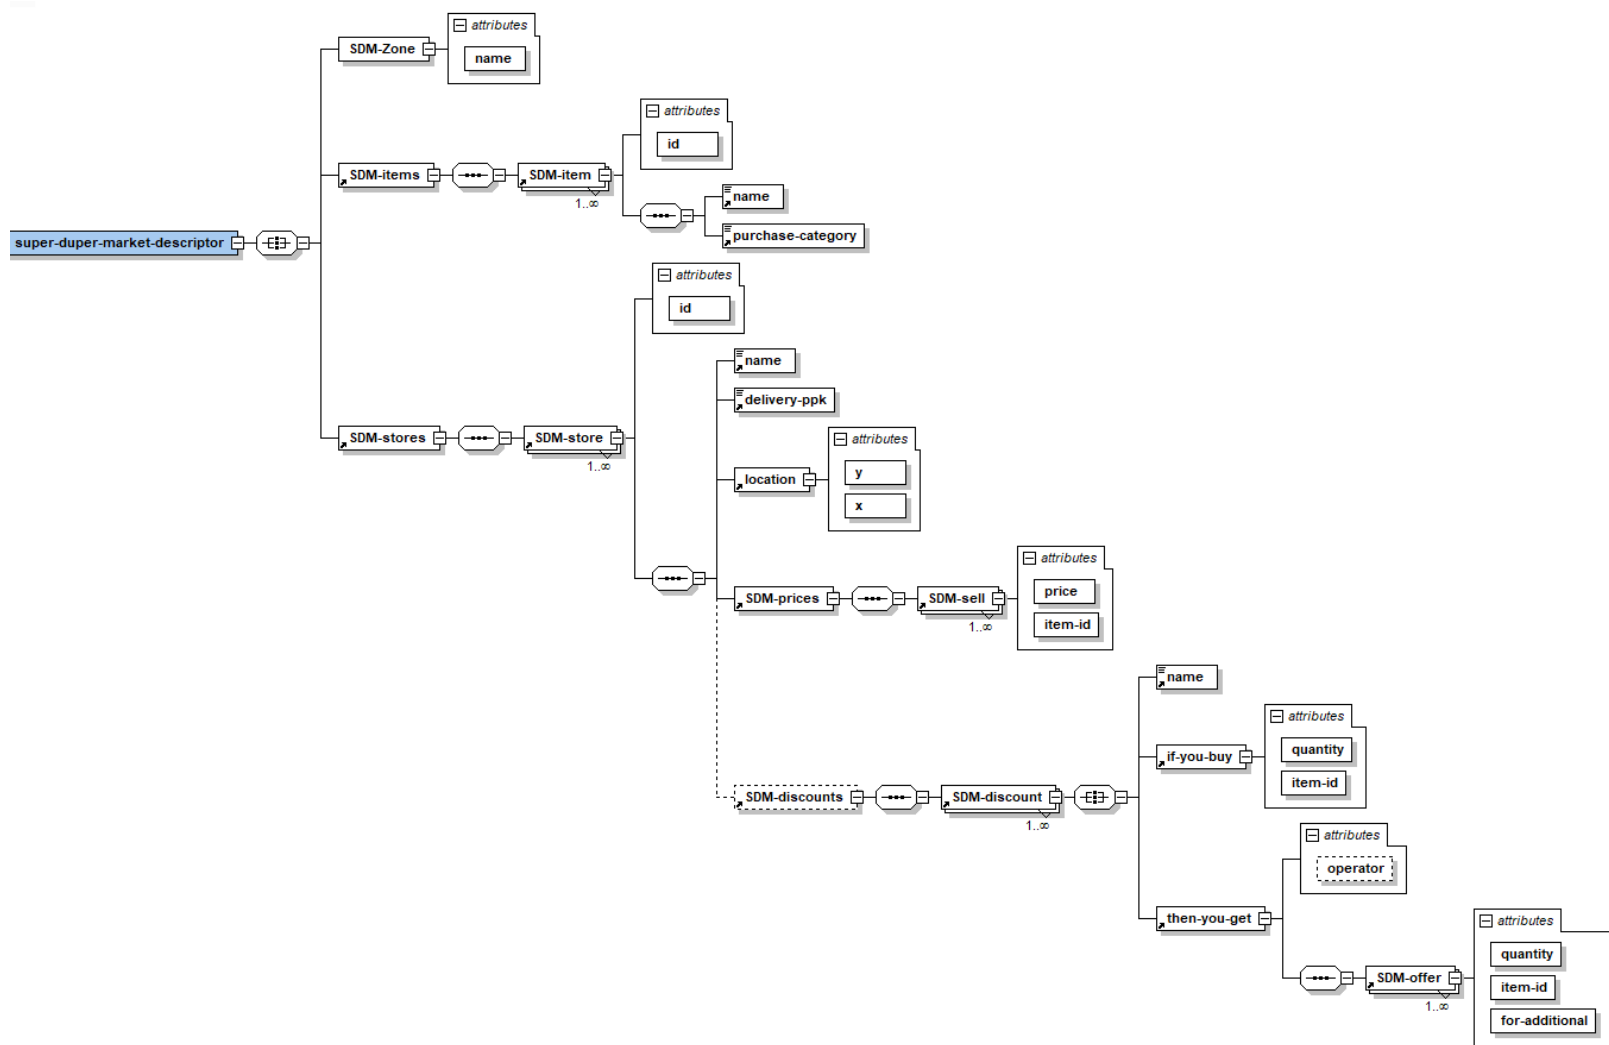 attributes
SDM-Zone
name
attributes
id
SDM-items
SDM-item
1..∞
name
purchase-category
super-duper-market-descriptor
attributes
id
name
delivery-ppk
SDM-stores
SDM-store
1..∞
attributes
location
y
x
attributes
SDM-prices
SDM-sell
1..∞
price
item-id
name
attributes
if-you-buy
quantity
item-id
SDM-discounts
SDM-discount
1..∞
attributes
operator
then-you-get
attributes
SDM-offer
1..∞
quantity
item-id
for-additional